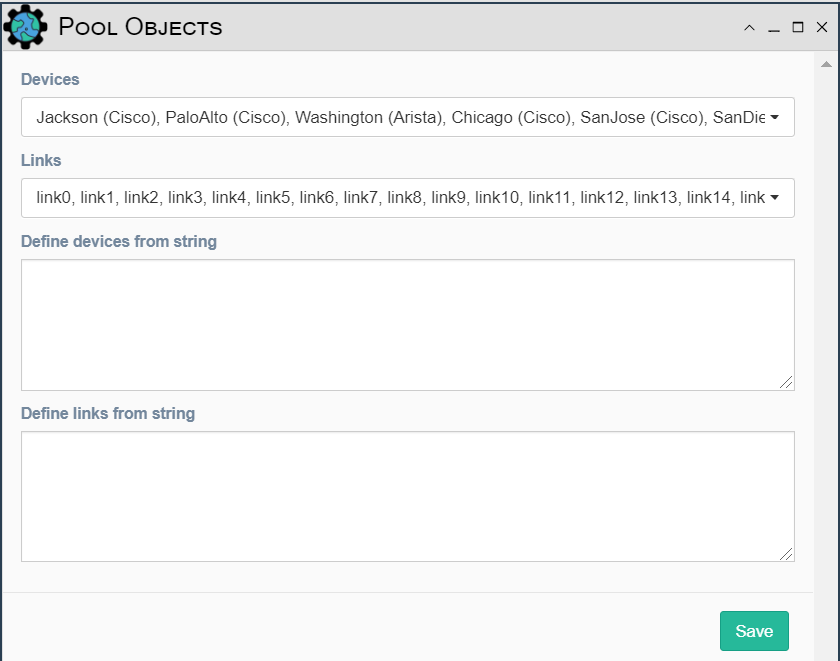 Pool Objects
Devices
Jackson (Cisco), PaloAlto (Cisco), Washington (Arista), Chicago (Cisco), SanJose (Cisco), SanDie
Links
link0, link1, link2, link3, link4, link5, link6, link7, link8, link9, link10, link11, link12, link13, link14, link
Define devices from string
Define links from string
Save